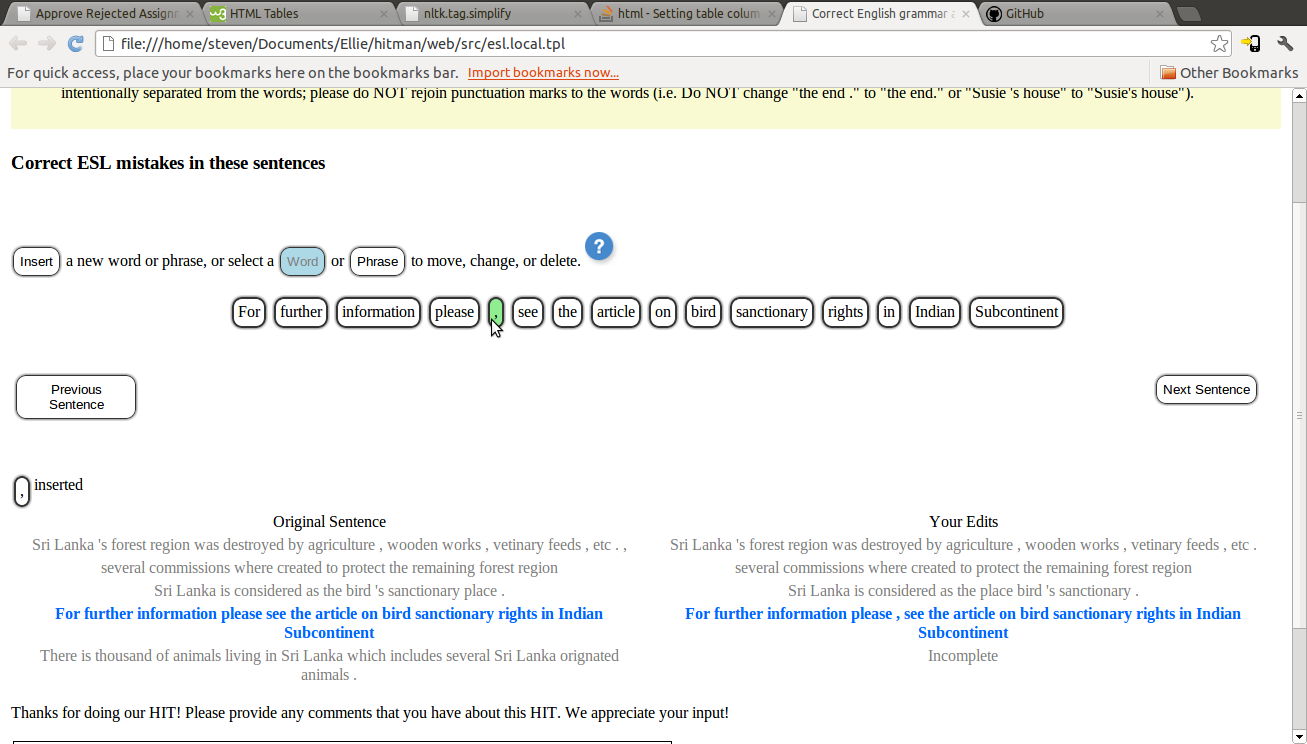 Approve Rejected Assignm
HTML Tables
nltk.tag.simplify
html - Setting table colum
Correct English grammar a
GitHub
file:///home/steven/Documents/Ellie/hitman/web/src/esl.local.tpl
For quick access, place your bookmarks here on the bookmarks bar. Import bookmarks now...
Other Bookmarks
intentionally separated from the words; please do NOT rejoin punctuation marks to the words (i.e. Do NOT change "the end ." to "the end." or "Susie 's house" to "Susie's house").
Correct ESL mistakes in these sentences
Insert a new word or phrase, or select a Word or Phrase to move, change, or delete. ?
For further information please , see the article on bird sanctionary rights in Indian Subcontinent
Previous
Sentence
Next Sentence
, inserted
Original Sentence
Your Edits
Sri Lanka 's forest region was destroyed by agriculture , wooden works , vetinary feeds , etc . ,
several commissions where created to protect the remaining forest region
Sri Lanka 's forest region was destroyed by agriculture , wooden works , vetinary feeds , etc .
several commissions where created to protect the remaining forest region
Sri Lanka is considered as the bird 's sanctionary place .
Sri Lanka is considered as the place bird 's sanctionary .
For further information please see the article on bird sanctionary rights in Indian
Subcontinent
For further information please , see the article on bird sanctionary rights in Indian
Subcontinent
There is thousand of animals living in Sri Lanka which includes several Sri Lanka orignated
animals .
Incomplete
Thanks for doing our HIT! Please provide any comments that you have about this HIT. We appreciate your input!